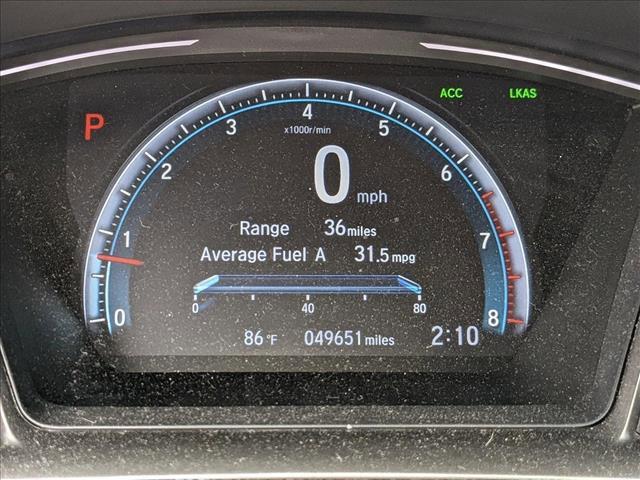 ACC LKAS
P
0 1 2 3 4 5 6 7 8
x1000r/min
0 mph
Range 36 miles
Average Fuel A 31.5 mpg
0 40 80
86 °F 049651 miles 2:10